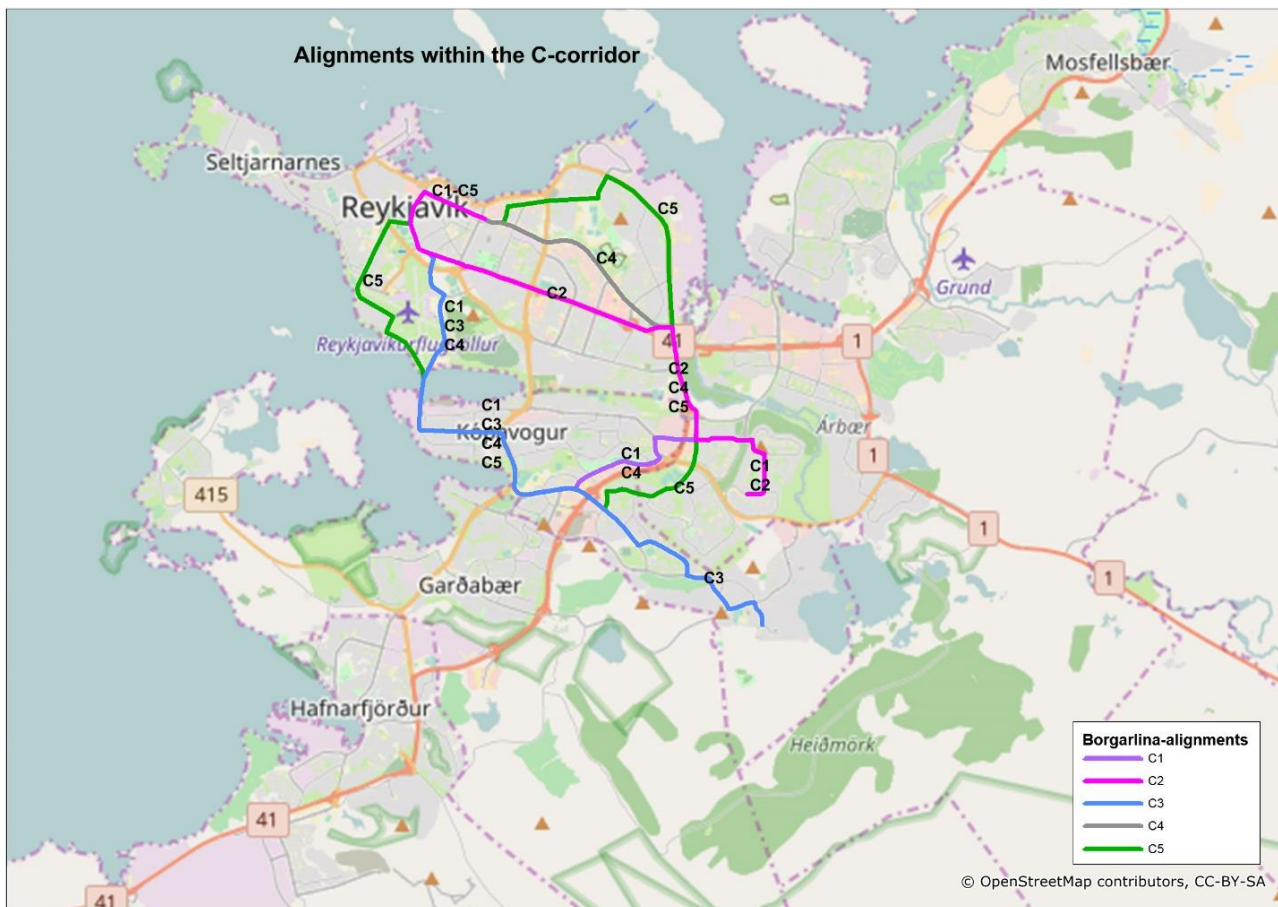 Alignments within the C-corridor
Mosfellsbær
Seltjarnarnes
C1-C5
Reykjavík
C5
C4
C5
C2
C1
C3
C4
Grund
41
1
C2
C4
C5
C1
C3
C4
C5
Árbær
1
C1
C4
C1
C2
C5
415
1
C3
1
Garðabær
Hafnarfjörður
Heiðmörk
Borgarlina-alignments
C1
C2
C3
C4
C5
41
41
© OpenStreetMap contributors, CC-BY-SA